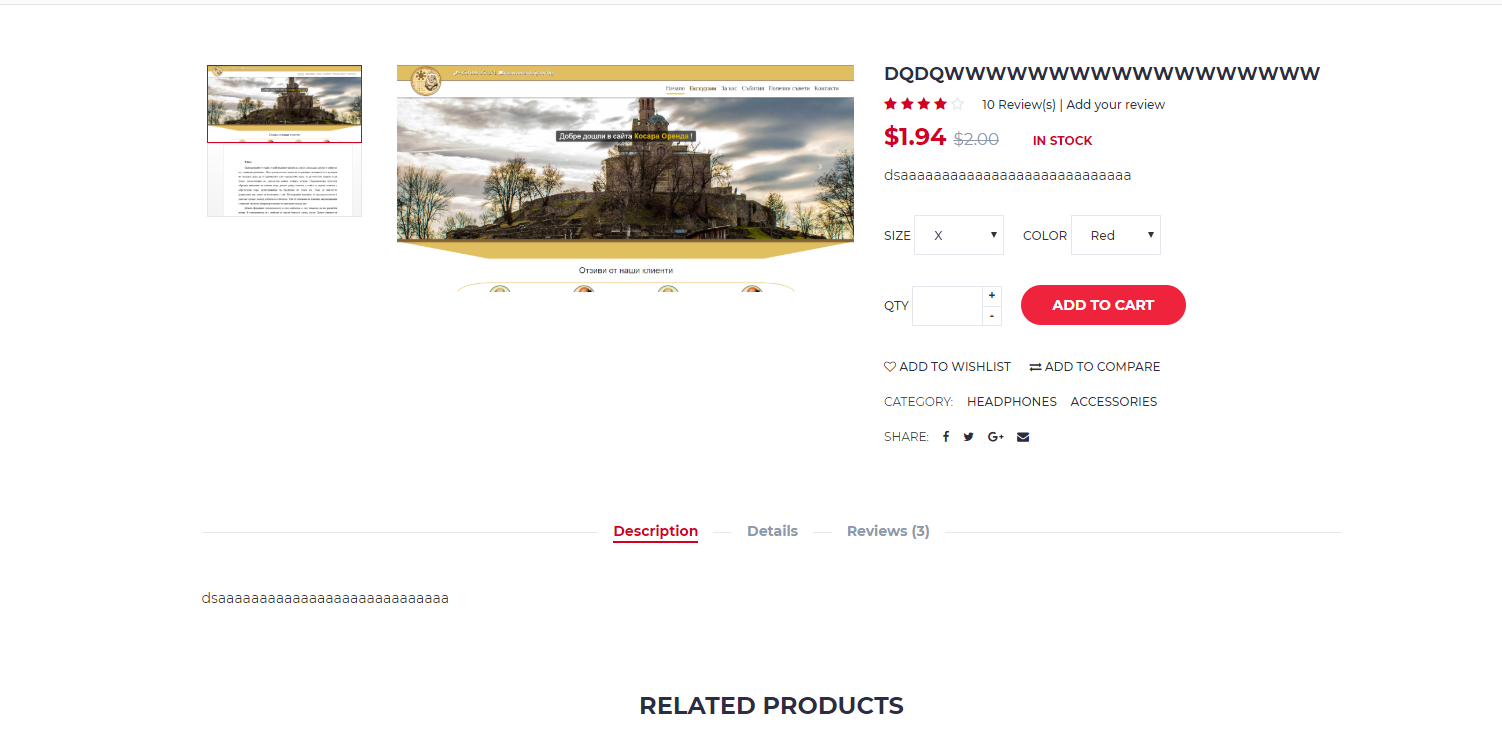 Начало Екскурзии За нас Събития Полезни съвети Контакти
Добре дошли в сайта Косара Оренда !
Отзиви от наши клиенти
DQDQWWWWWWWWWWWWWWWWWW
10 Review(s) | Add your review
$1.94 $2.00 IN STOCK
dsaaaaaaaaaaaaaaaaaaaaaaaaaaaa
SIZE X ▼ COLOR Red ▼
QTY + -
ADD TO CART
ADD TO WISHLIST ADD TO COMPARE
CATEGORY: HEADPHONES ACCESSORIES
SHARE: f G+
Description Details Reviews (3)
dsaaaaaaaaaaaaaaaaaaaaaaaaaaaa
RELATED PRODUCTS